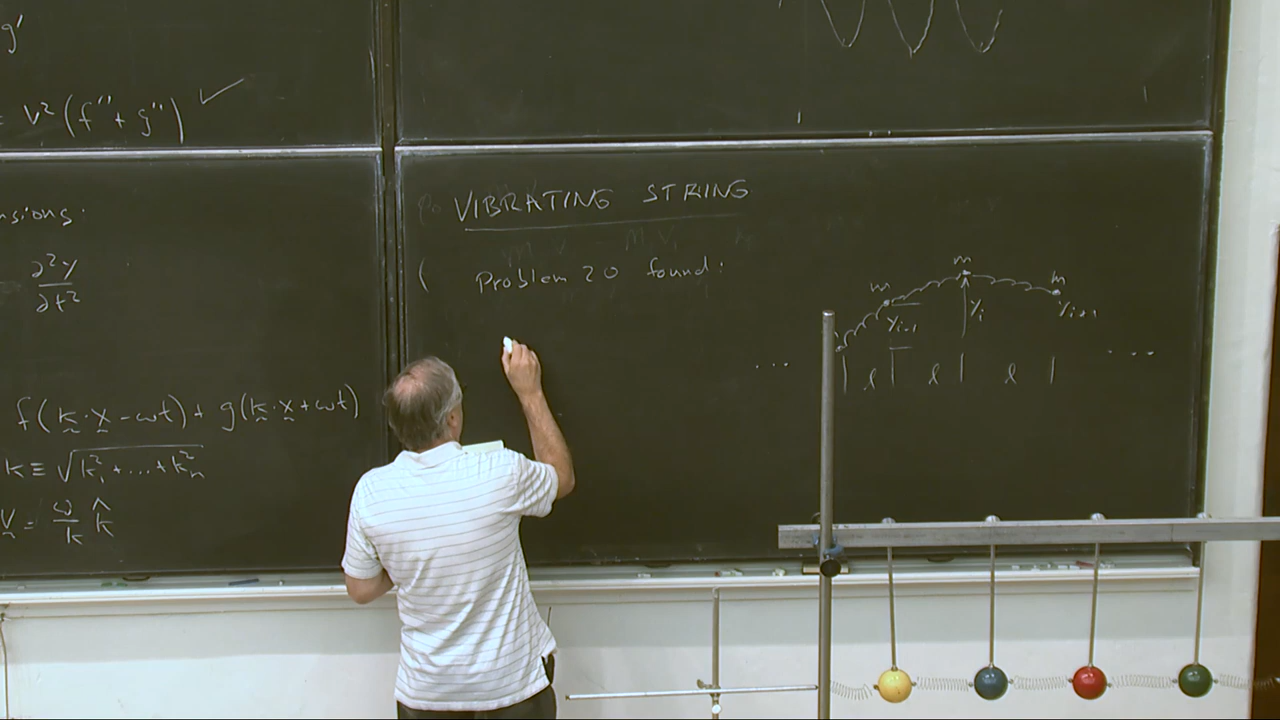 g'
= v²(f″ + g″) ✓
nsions.
∂²y
∂t²
f(k·x - ωt) + g(k·x + ωt)
k ≡ √k₁² + ... + kₙ²
v = ω/k k̂
VIBRATING STRING
( Problem 20 found:
m m m
yᵢ₋₁ yᵢ yᵢ₊₁
... l l l ...